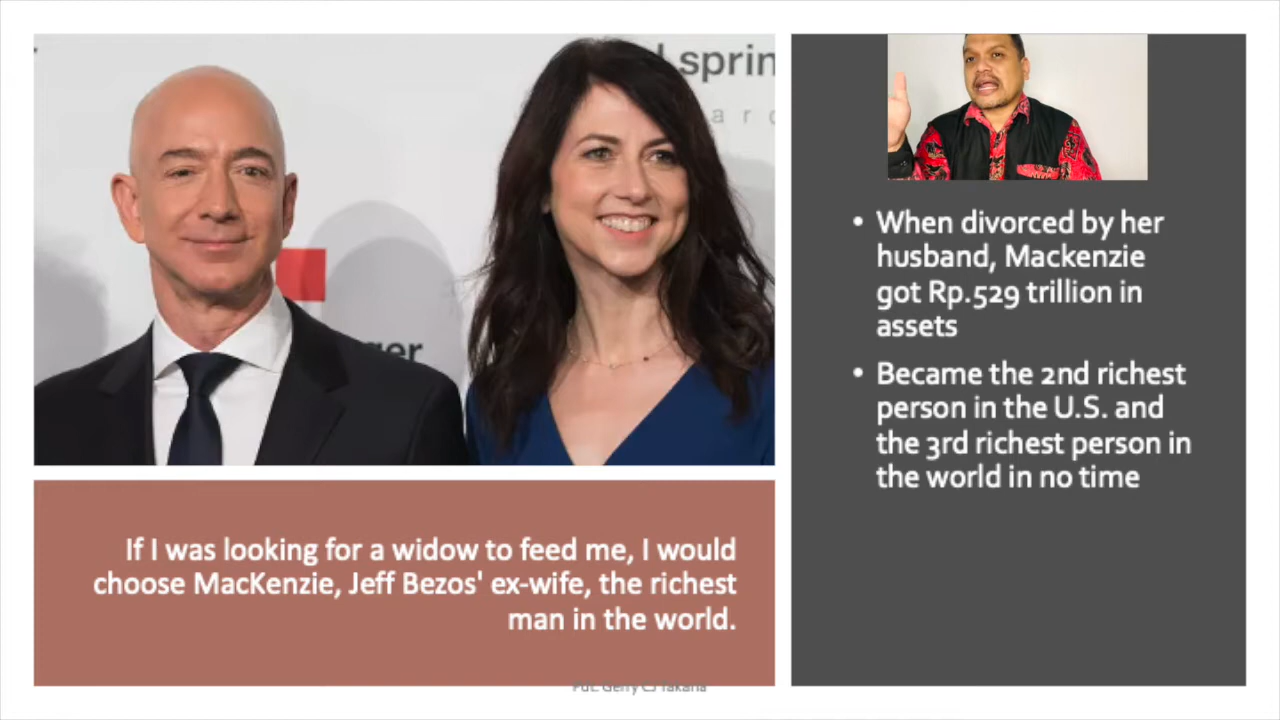 sprin
a r d
ger
If I was looking for a widow to feed me, I would
choose MacKenzie, Jeff Bezos' ex-wife, the richest
man in the world.
• When divorced by her
husband, Mackenzie
got Rp.529 trillion in
assets
• Became the 2nd richest
person in the U.S. and
the 3rd richest person in
the world in no time